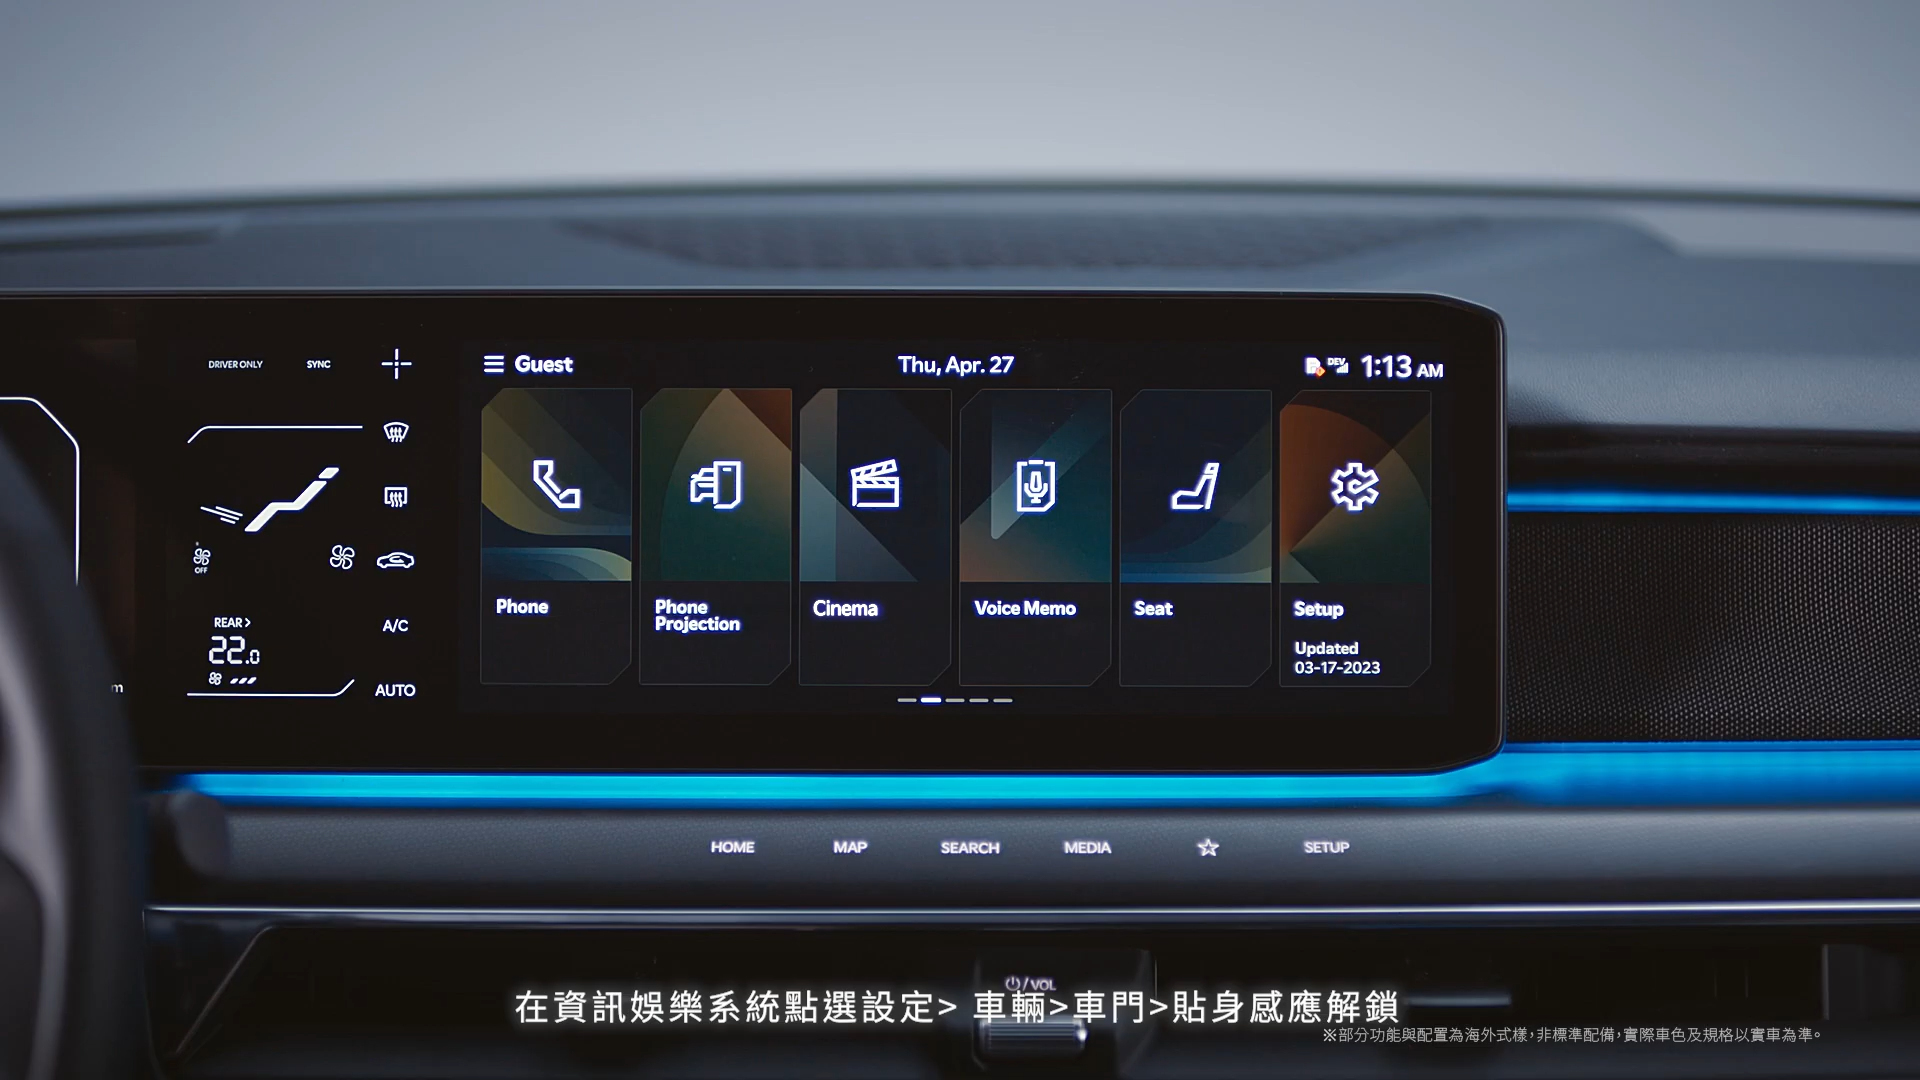 DRIVER ONLY SYNC
Guest
Thu, Apr. 27
DEV 1:13 AM
OFF
REAR >
22.0
A/C
AUTO
m
Phone
Phone
Projection
Cinema
Voice Memo
Seat
Setup
Updated
03-17-2023
HOME MAP SEARCH MEDIA ☆ SETUP
/VOL
在資訊娛樂系統點選設定> 車輛>車門>貼身感應解鎖
※部分功能與配置為海外式樣，非標準配備，實際車色及規格以實車為準。